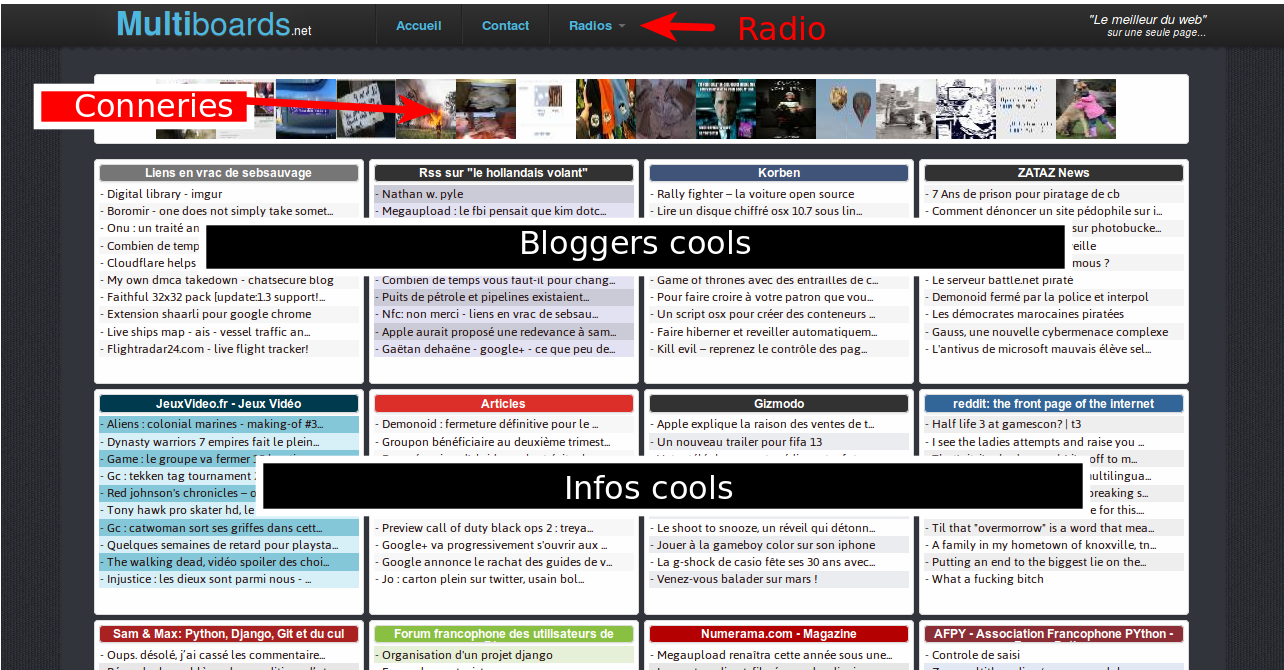 Multiboards.net
Accueil
Contact
Radios
Radio
"Le meilleur du web"
sur une seule page...
Conneries
Liens en vrac de sebsauvage
- Digital library - imgur
- Boromir - one does not simply take somet...
- Onu : un traité an
- Combien de temp
- Cloudflare helps
- My own dmca takedown - chatsecure blog
- Faithful 32x32 pack [update:1.3 support!...
- Extension shaarli pour google chrome
- Live ships map - ais - vessel traffic an...
- Flightradar24.com - live flight tracker!
Rss sur "le hollandais volant"
- Nathan w. pyle
- Megaupload : le fbi pensait que kim dotc...
- Combien de temps vous faut-il pour chang...
- Puits de pétrole et pipelines existaient...
- Nfc: non merci - liens en vrac de sebsau...
- Apple aurait proposé une redevance à sam...
- Gaëtan dehaëne - google+ - ce que peu de...
Korben
- Rally fighter – la voiture open source
- Lire un disque chiffré osx 10.7 sous lin...
- Game of thrones avec des entrailles de c...
- Pour faire croire à votre patron que vou...
- Un script osx pour créer des conteneurs ...
- Faire hiberner et reveiller automatiquem...
- Kill evil – reprenez le contrôle des pag...
ZATAZ News
- 7 Ans de prison pour piratage de cb
- Comment dénoncer un site pédophile sur i...
sur photobucke...
eille
mous ?
- Le serveur battle.net piraté
- Demonoid fermé par la police et interpol
- Les démocrates marocaines piratées
- Gauss, une nouvelle cybermenace complexe
- L'antivus de microsoft mauvais élève sel...
Bloggers cools
JeuxVideo.fr - Jeux Vidéo
- Aliens : colonial marines - making-of #3...
- Dynasty warriors 7 empires fait le plein...
- Game : le groupe va fermer
- Gc : tekken tag tournament
- Red johnson's chronicles – o
- Tony hawk pro skater hd, le
- Gc : catwoman sort ses griffes dans cett...
- Quelques semaines de retard pour playsta...
- The walking dead, vidéo spoiler des choi...
- Injustice : les dieux sont parmi nous - ...
Articles
- Demonoid : fermeture définitive pour le ...
- Groupon bénéficiaire au deuxième trimest...
- Preview call of duty black ops 2 : treya...
- Google+ va progressivement s'ouvrir aux ...
- Google annonce le rachat des guides de v...
- Jo : carton plein sur twitter, usain bol...
Gizmodo
- Apple explique la raison des ventes de t...
- Un nouveau trailer pour fifa 13
- Le shoot to snooze, un réveil qui détonn...
- Jouer à la gameboy color sur son iphone
- La g-shock de casio fête ses 30 ans avec...
- Venez-vous balader sur mars !
reddit: the front page of the internet
- Half life 3 at gamescon? | t3
- I see the ladies attempts and raise you ...
off to m...
multilingua...
breaking s...
e for this....
- Til that "overmorrow" is a word that mea...
- A family in my hometown of knoxville, tn...
- Putting an end to the biggest lie on the...
- What a fucking bitch
Infos cools
Sam & Max: Python, Django, Git et du cul
- Oups. désolé, j'ai cassé les commentaire...
Forum francophone des utilisateurs de
- Organisation d'un projet django
Numerama.com - Magazine
- Megaupload renaîtra cette année sous une...
AFPY - Association Francophone PYthon -
- Controle de saisi